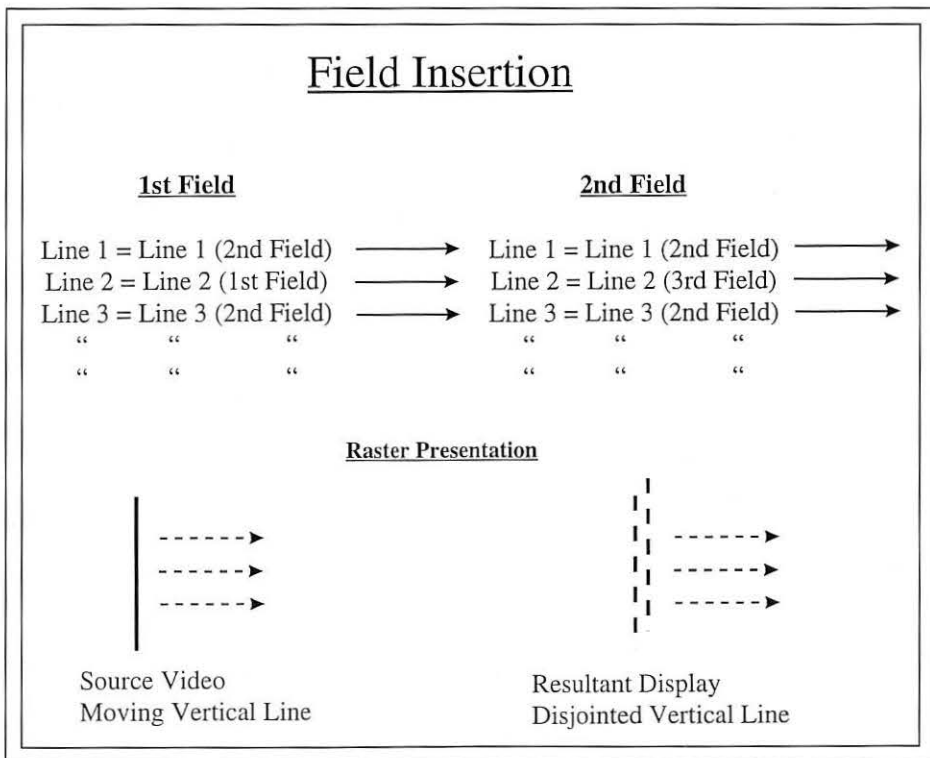 Field Insertion
1st Field
Line 1 = Line 1 (2nd Field)
Line 2 = Line 2 (1st Field)
Line 3 = Line 3 (2nd Field)
“ “ “
“ “ “
2nd Field
Line 1 = Line 1 (2nd Field)
Line 2 = Line 2 (3rd Field)
Line 3 = Line 3 (2nd Field)
“ “ “
“ “ “
Raster Presentation
Source Video
Moving Vertical Line
Resultant Display
Disjointed Vertical Line